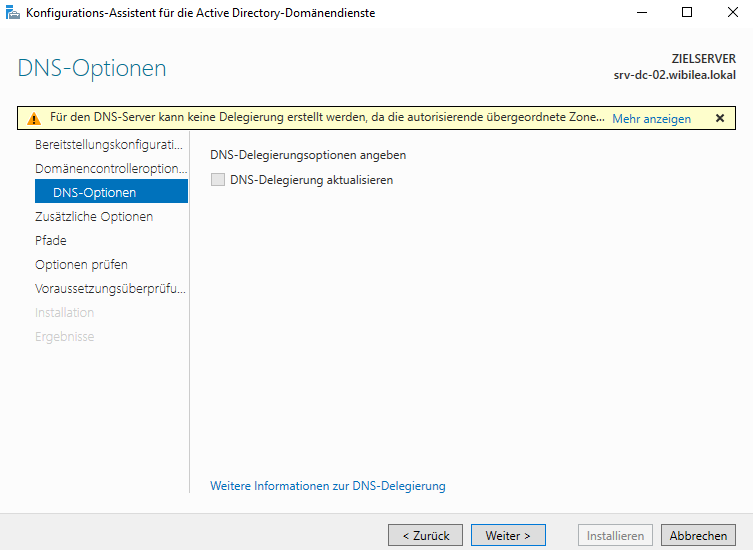 Konfigurations-Assistent für die Active Directory-Domänendienste
DNS-Optionen
ZIELSERVER
srv-dc-02.wibilea.lokal
Für den DNS-Server kann keine Delegierung erstellt werden, da die autorisierende übergeordnete Zone... Mehr anzeigen
Bereitstellungskonfigurati...
Domänencontrolleroption...
DNS-Optionen
Zusätzliche Optionen
Pfade
Optionen prüfen
Voraussetzungsüberprüfu...
Installation
Ergebnisse
DNS-Delegierungsoptionen angeben
DNS-Delegierung aktualisieren
Weitere Informationen zur DNS-Delegierung
< Zurück Weiter > Installieren Abbrechen